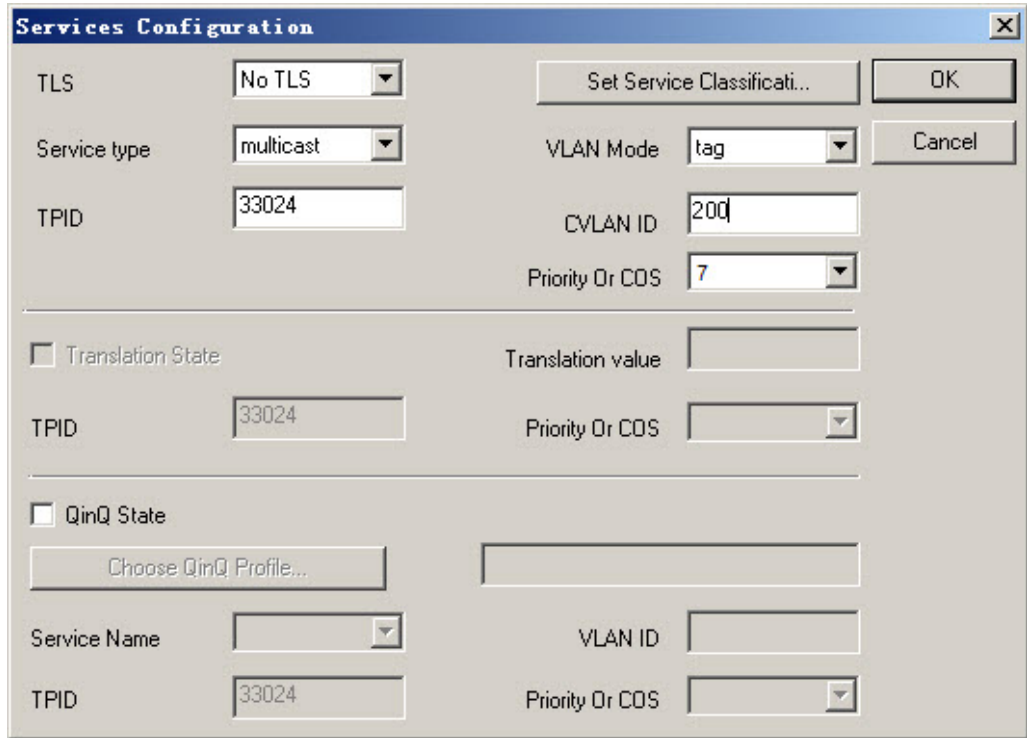 Services Configuration
TLS No TLS Set Service Classificati... OK
Service type multicast VLAN Mode tag Cancel
TPID 33024 CVLAN ID 200
Priority Or COS 7
Translation State Translation value
TPID 33024 Priority Or COS
QinQ State
Choose QinQ Profile...
Service Name VLAN ID
TPID 33024 Priority Or COS